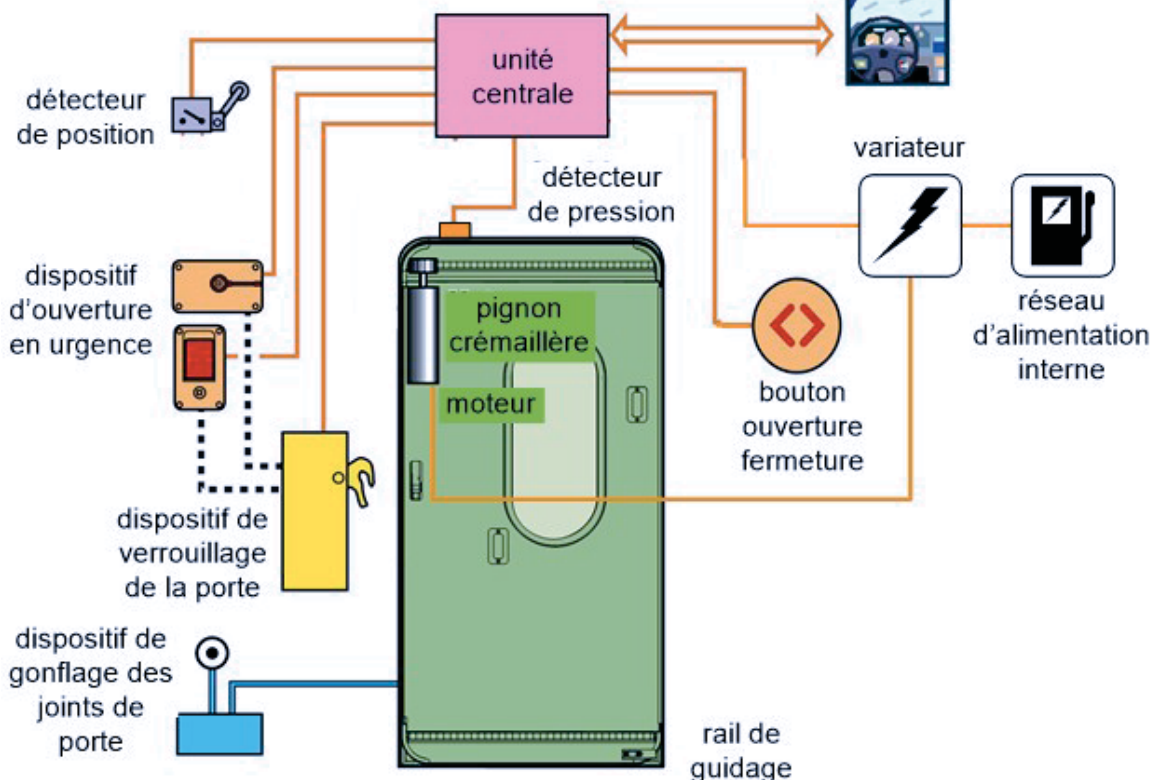 unité
centrale
détecteur
de position
variateur
détecteur
de pression
dispositif
d'ouverture
en urgence
pignon
crémaillère
réseau
d'alimentation
interne
moteur
bouton
ouverture
fermeture
dispositif de
verrouillage
de la porte
dispositif de
gonflage des
joints de
porte
rail de
guidage